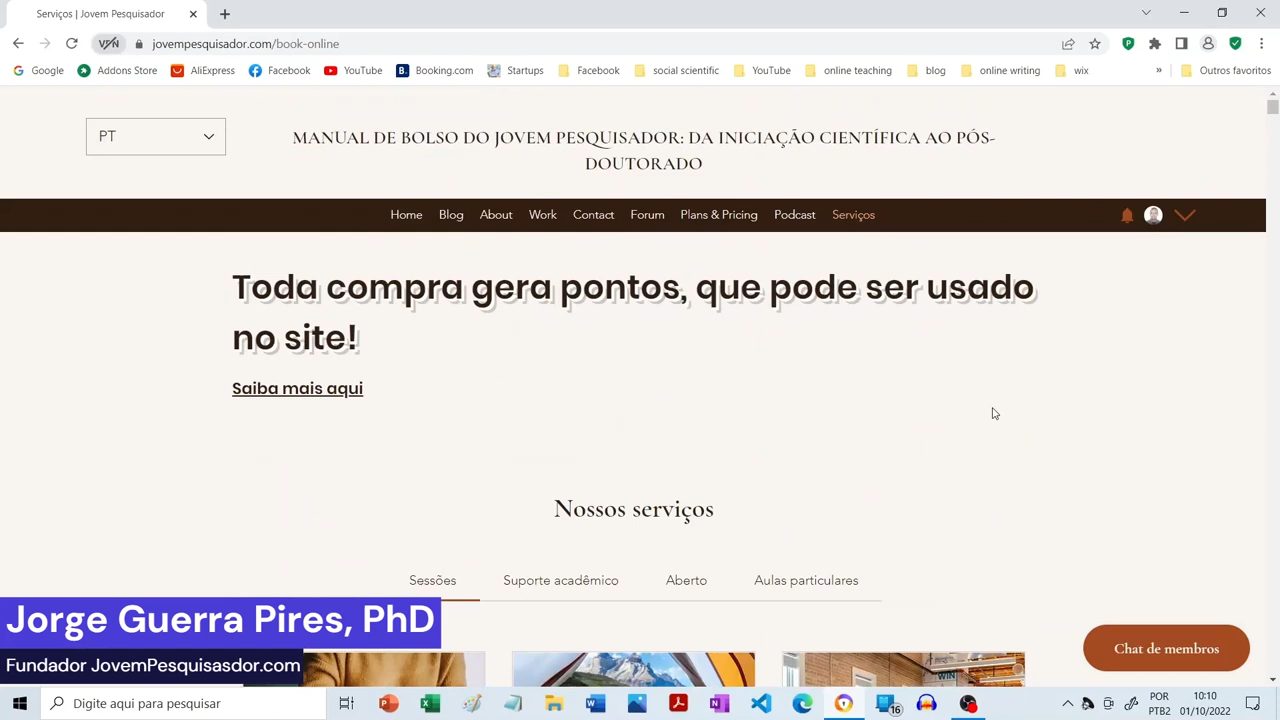 Serviços | Jovem Pesquisador
VPN
jovempesquisador.com/book-online
Google
Addons Store
AliExpress
Facebook
YouTube
Booking.com
Startups
Facebook
social scientific
YouTube
online teaching
blog
online writing
wix
»
Outros favoritos
PT
MANUAL DE BOLSO DO JOVEM PESQUISADOR: DA INICIAÇÃO CIENTÍFICA AO PÓS-
DOUTORADO
Home
Blog
About
Work
Contact
Forum
Plans & Pricing
Podcast
Serviços
Toda compra gera pontos, que pode ser usado
no site!
Saiba mais aqui
Nossos serviços
Sessões
Suporte acadêmico
Aberto
Aulas particulares
Jorge Guerra Pires, PhD
Fundador JovemPesquisasdor.com
WIN
Chat de membros
Digite aqui para pesquisar
16
POR
PTB2
10:10
01/10/2022